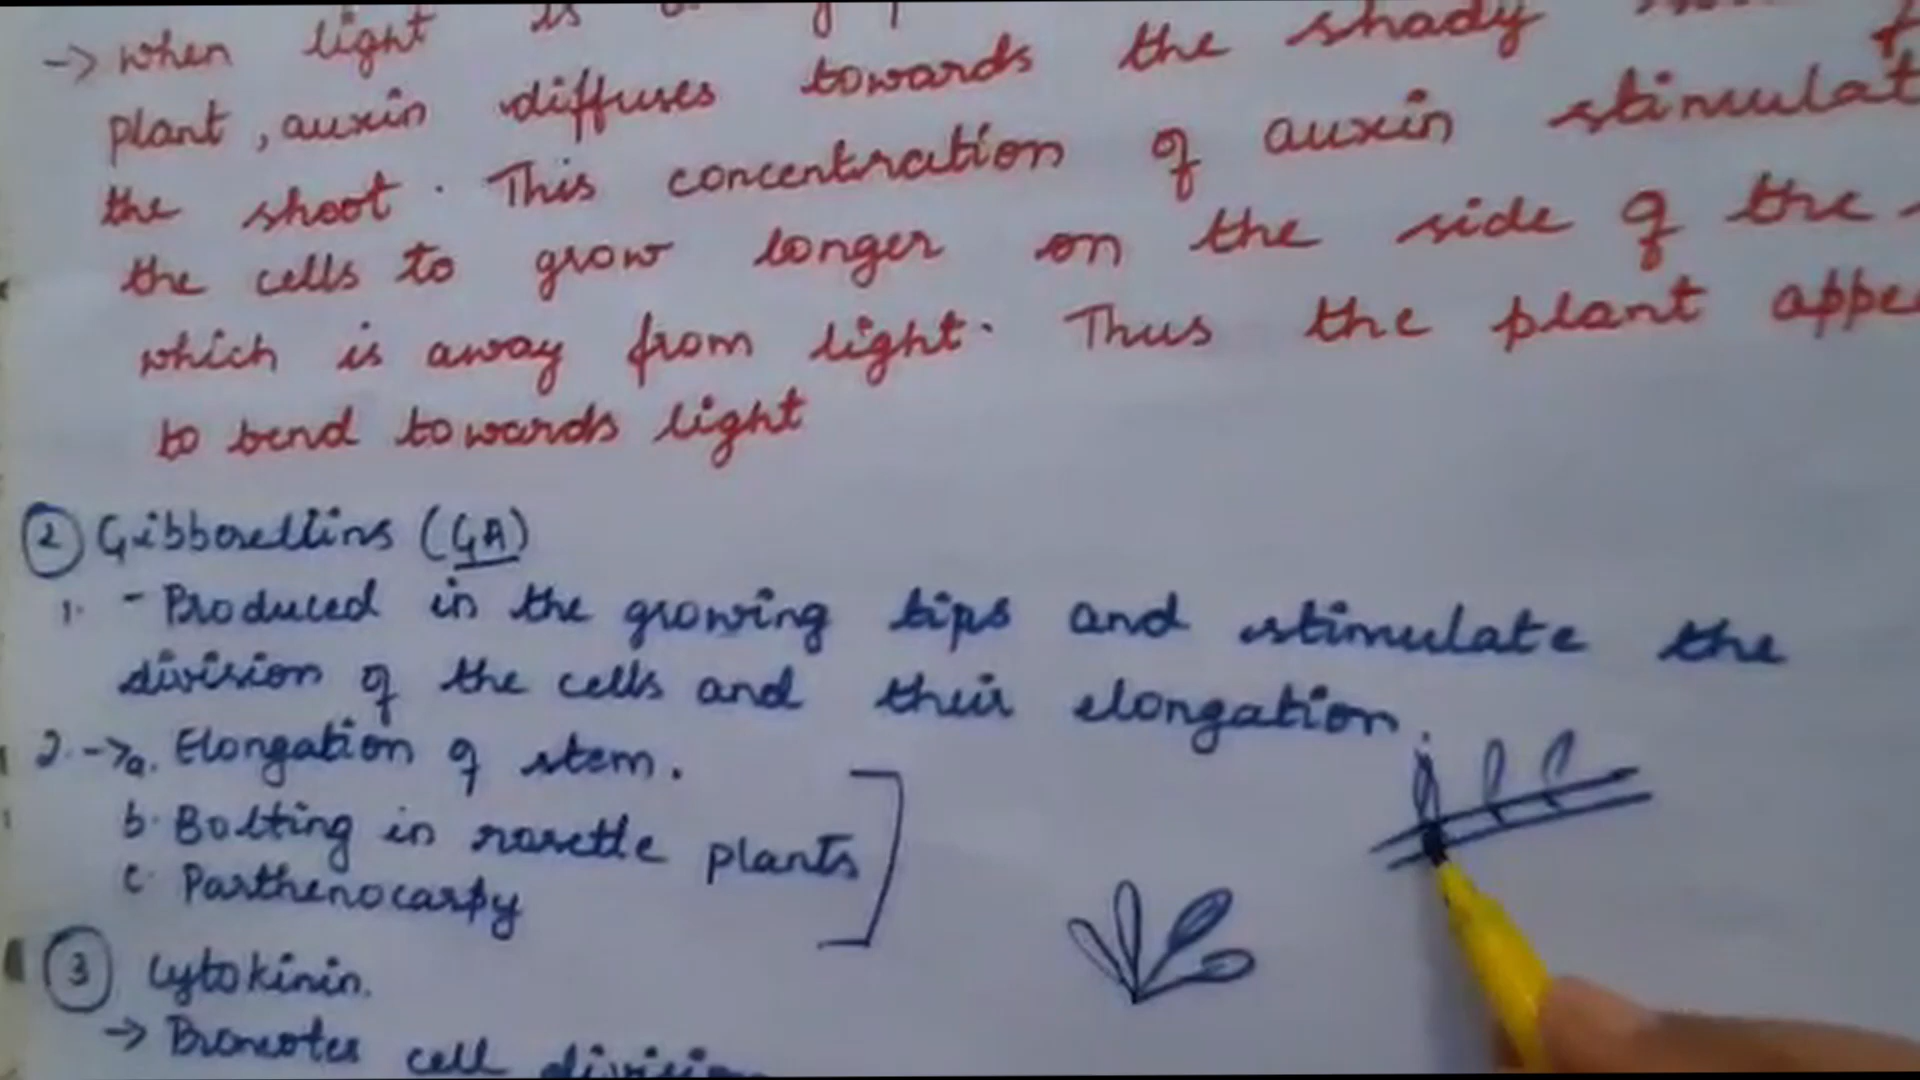 -> when light is
plant, auxin diffuses towards the shady
the shoot. This concentration of auxin stimulat
the cells to grow longer on the side of the
which is away from light. Thus the plant appe
to bend towards light
② Gibberellins (GA)
1. - Produced in the growing tips and stimulate the
division of the cells and their elongation.
2. -> a. Elongation of stem.
b. Bolting in rosette plants
c. Parthenocarpy
③ Cytokinin.
-> Promotes cell division